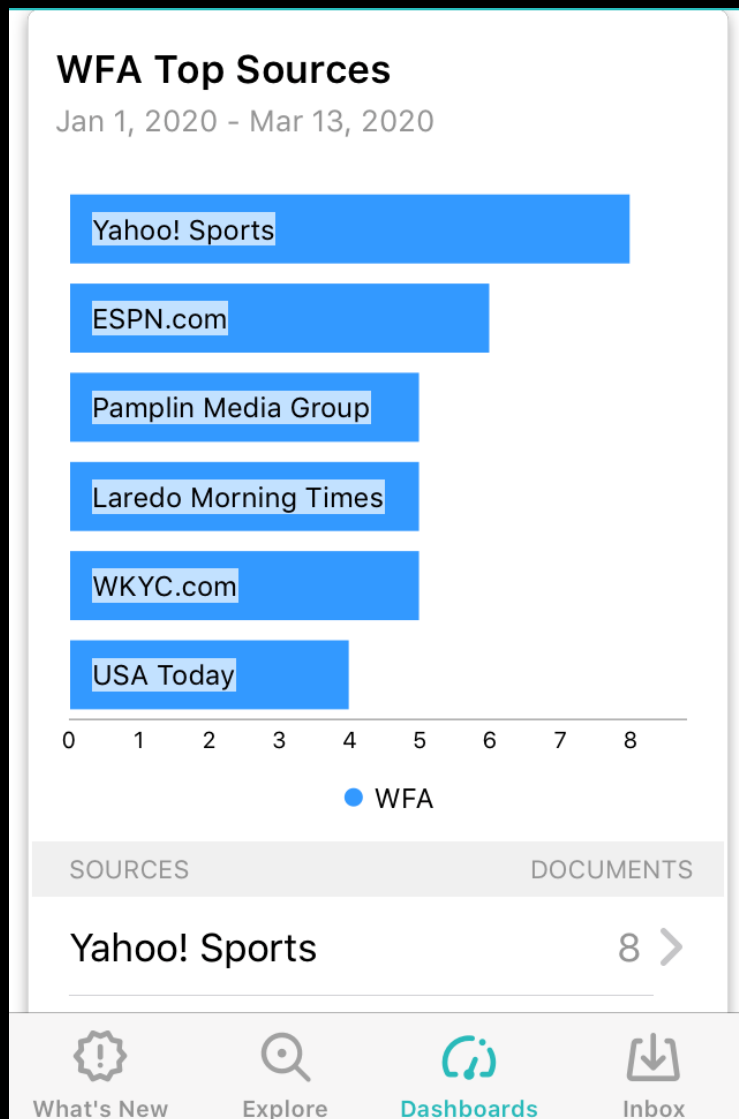 WFA Top Sources
Jan 1, 2020 - Mar 13, 2020
Yahoo! Sports
ESPN.com
Pamplin Media Group
Laredo Morning Times
WKYC.com
USA Today
0 1 2 3 4 5 6 7 8
WFA
SOURCES DOCUMENTS
Yahoo! Sports 8
What's New Explore Dashboards Inbox